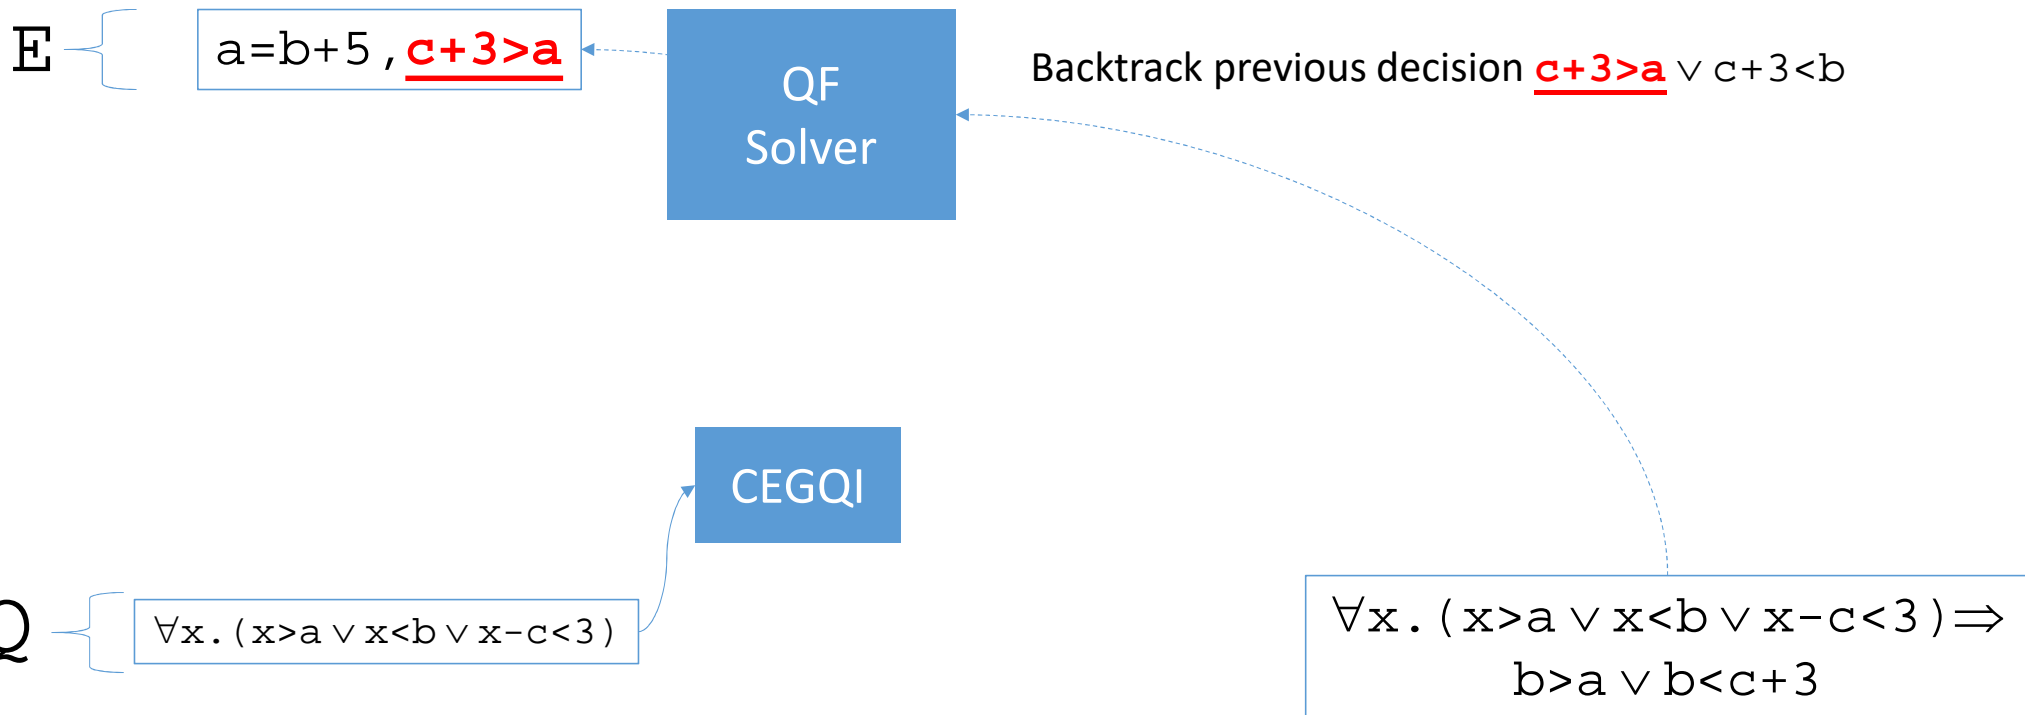 E
a=b+5,c+3>a
QF
Solver
Backtrack previous decision c+3>a ∨ c+3<b
CEGQI
Q
∀x.(x>a ∨ x<b ∨ x-c<3)
∀x.(x>a ∨ x<b ∨ x-c<3)⇒
b>a ∨ b<c+3